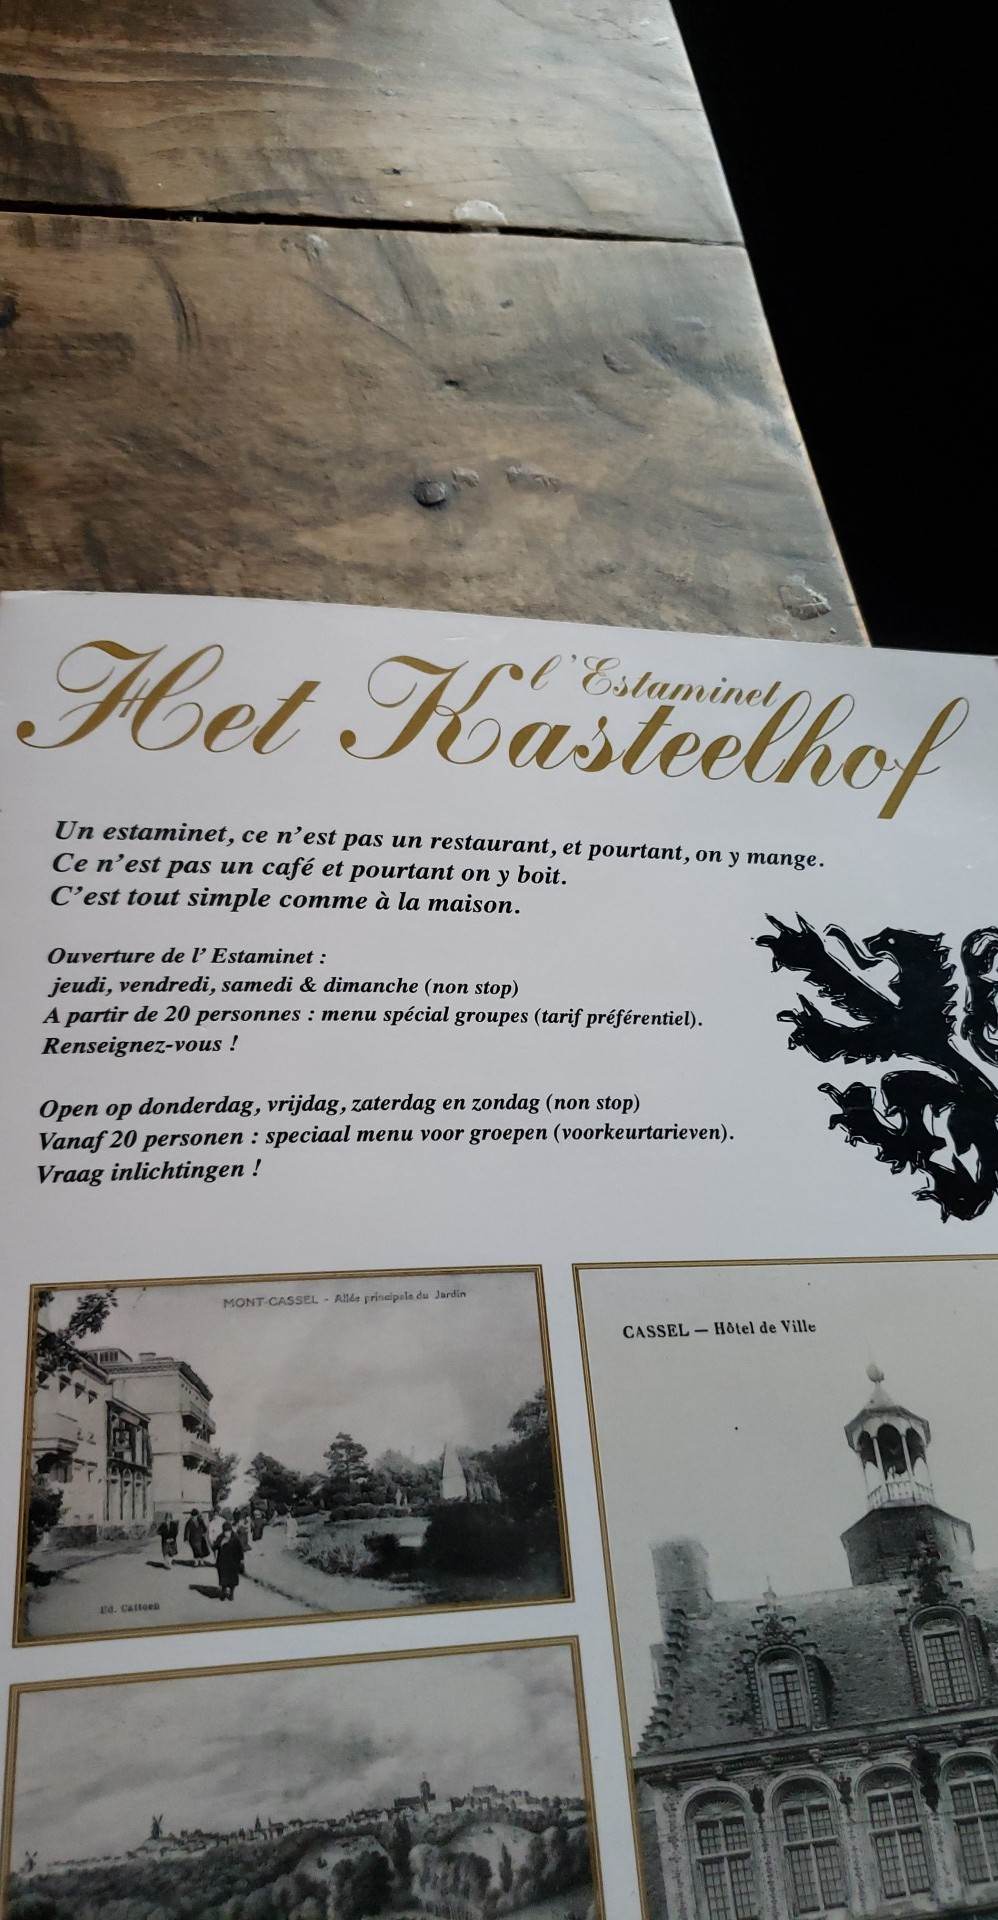 l'Estaminet
Het Kasteelhof
Un estaminet, ce n'est pas un restaurant, et pourtant, on y mange.
Ce n'est pas un café et pourtant on y boit.
C'est tout simple comme à la maison.
Ouverture de l' Estaminet :
jeudi, vendredi, samedi & dimanche (non stop)
A partir de 20 personnes : menu spécial groupes (tarif préférentiel).
Renseignez-vous !
Open op donderdag, vrijdag, zaterdag en zondag (non stop)
Vanaf 20 personen : speciaal menu voor groepen (voorkeurtarieven).
Vraag inlichtingen !
MONT-CASSEL - Allée principale du Jardin
Ed. Cattoen
CASSEL — Hôtel de Ville